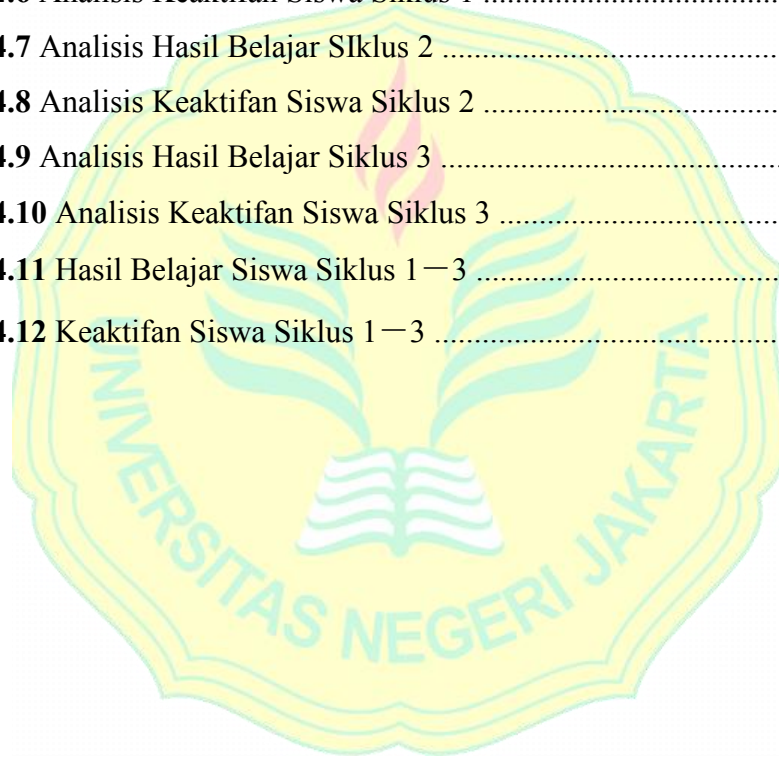 4.7 Analisis Hasil Belajar SIklus 2 ..........................................
4.8 Analisis Keaktifan Siswa Siklus 2 .....................................
4.9 Analisis Hasil Belajar Siklus 3 ...........................................
4.10 Analisis Keaktifan Siswa Siklus 3 ...................................
4.11 Hasil Belajar Siswa Siklus 1—3 ......................................
4.12 Keaktifan Siswa Siklus 1—3 ...........................................
UNIVERSITAS NEGERI JAKARTA